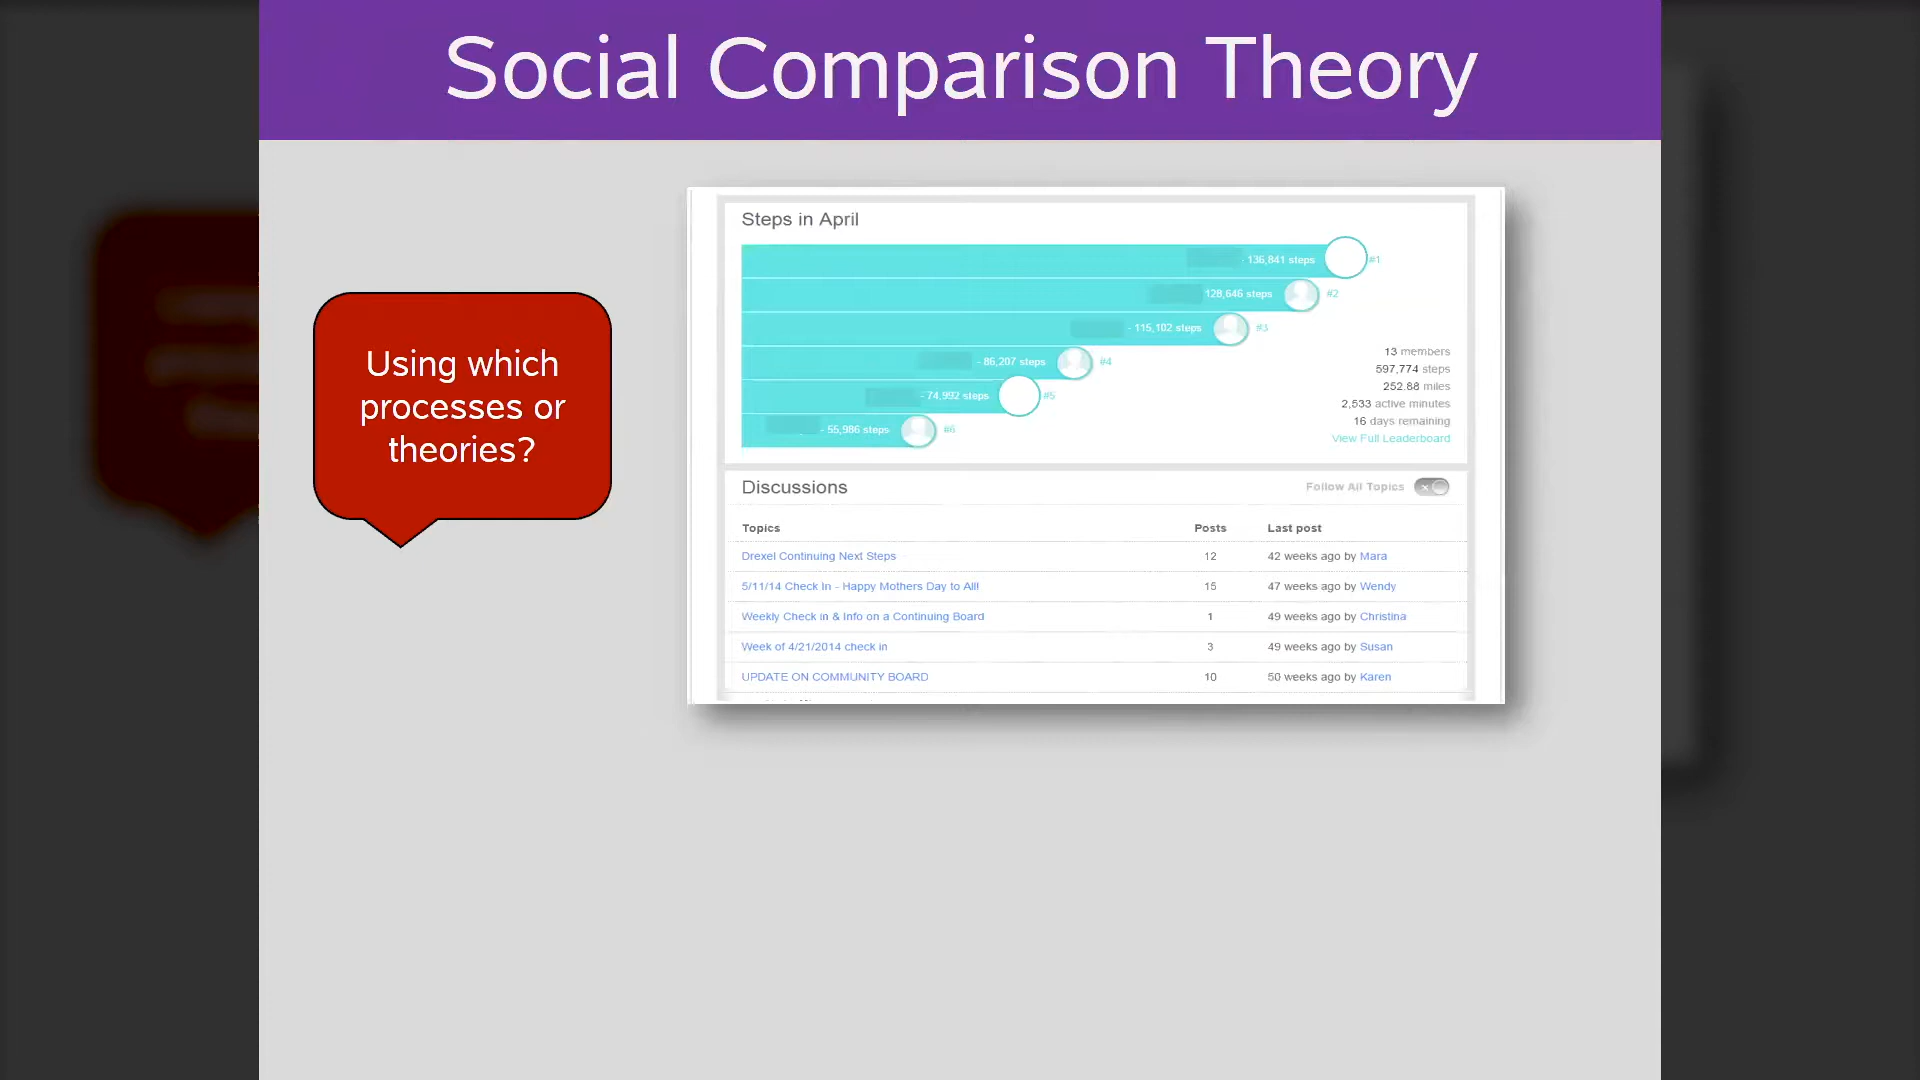 Social Comparison Theory
Using which
processes or
theories?
Steps in April
- 136,841 steps #1
128,646 steps #2
- 115,102 steps #3
- 86,207 steps #4
- 74,992 steps #5
- 55,986 steps #6
13 members
597,774 steps
252.88 miles
2,533 active minutes
16 days remaining
View Full Leaderboard
Discussions Follow All Topics
Topics Posts Last post
Drexel Continuing Next Steps 12 42 weeks ago by Mara
5/11/14 Check In - Happy Mothers Day to All! 15 47 weeks ago by Wendy
Weekly Check in & Info on a Continuing Board 1 49 weeks ago by Christina
Week of 4/21/2014 check in 3 49 weeks ago by Susan
UPDATE ON COMMUNITY BOARD 10 50 weeks ago by Karen